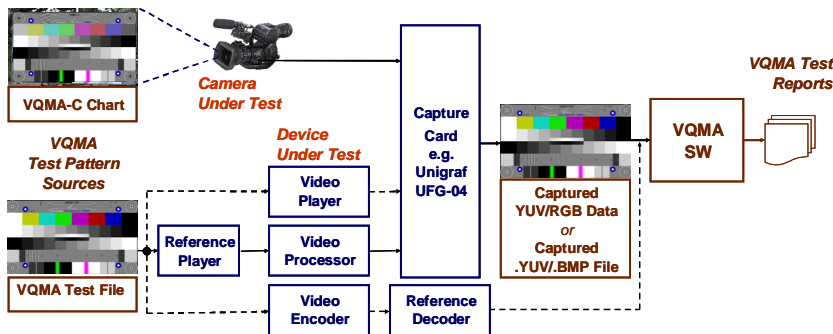 VQMA-C Chart
Camera
Under Test
VQMA
Test Pattern
Sources
Device
Under Test
Video
Player
Reference
Player
Video
Processor
VQMA Test File
Video
Encoder
Reference
Decoder
Capture
Card
e.g.
Unigraf
UFG-04
Captured
YUV/RGB Data
or
Captured
.YUV/.BMP File
VQMA
SW
VQMA Test
Reports